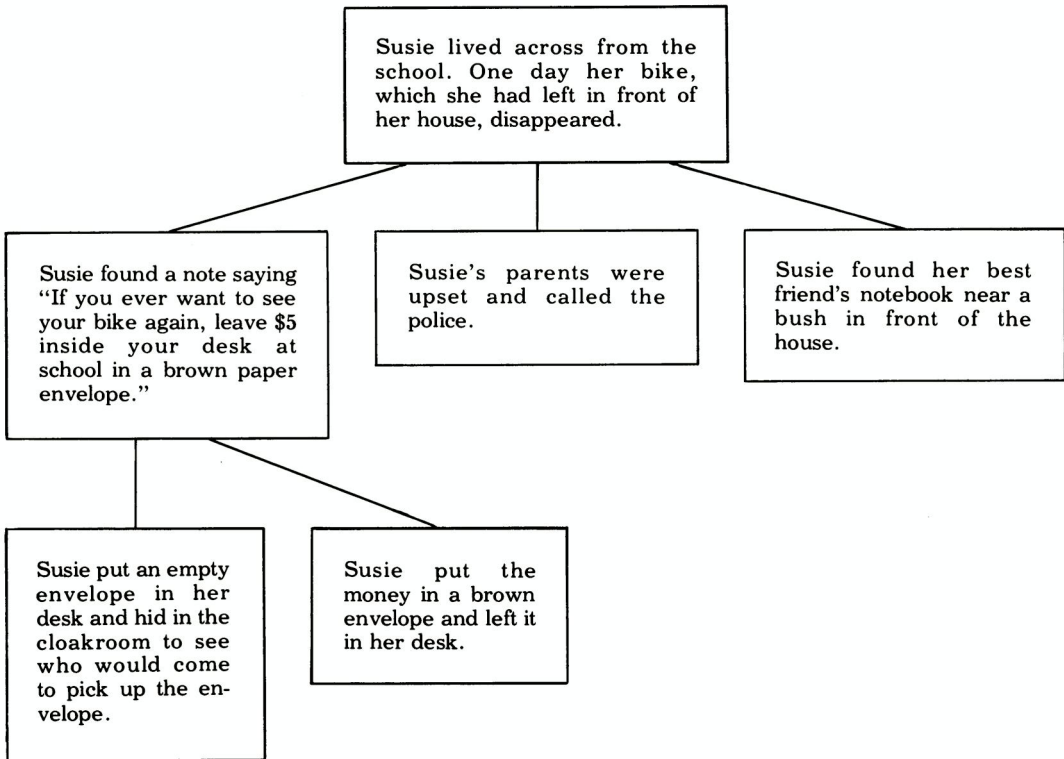 Susie lived across from the
school. One day her bike,
which she had left in front of
her house, disappeared.
Susie found a note saying
“If you ever want to see
your bike again, leave $5
inside your desk at
school in a brown paper
envelope.”
Susie’s parents were
upset and called the
police.
Susie found her best
friend’s notebook near a
bush in front of the
house.
Susie put an empty
envelope in her
desk and hid in the
cloakroom to see
who would come
to pick up the en-
velope.
Susie put the
money in a brown
envelope and left it
in her desk.